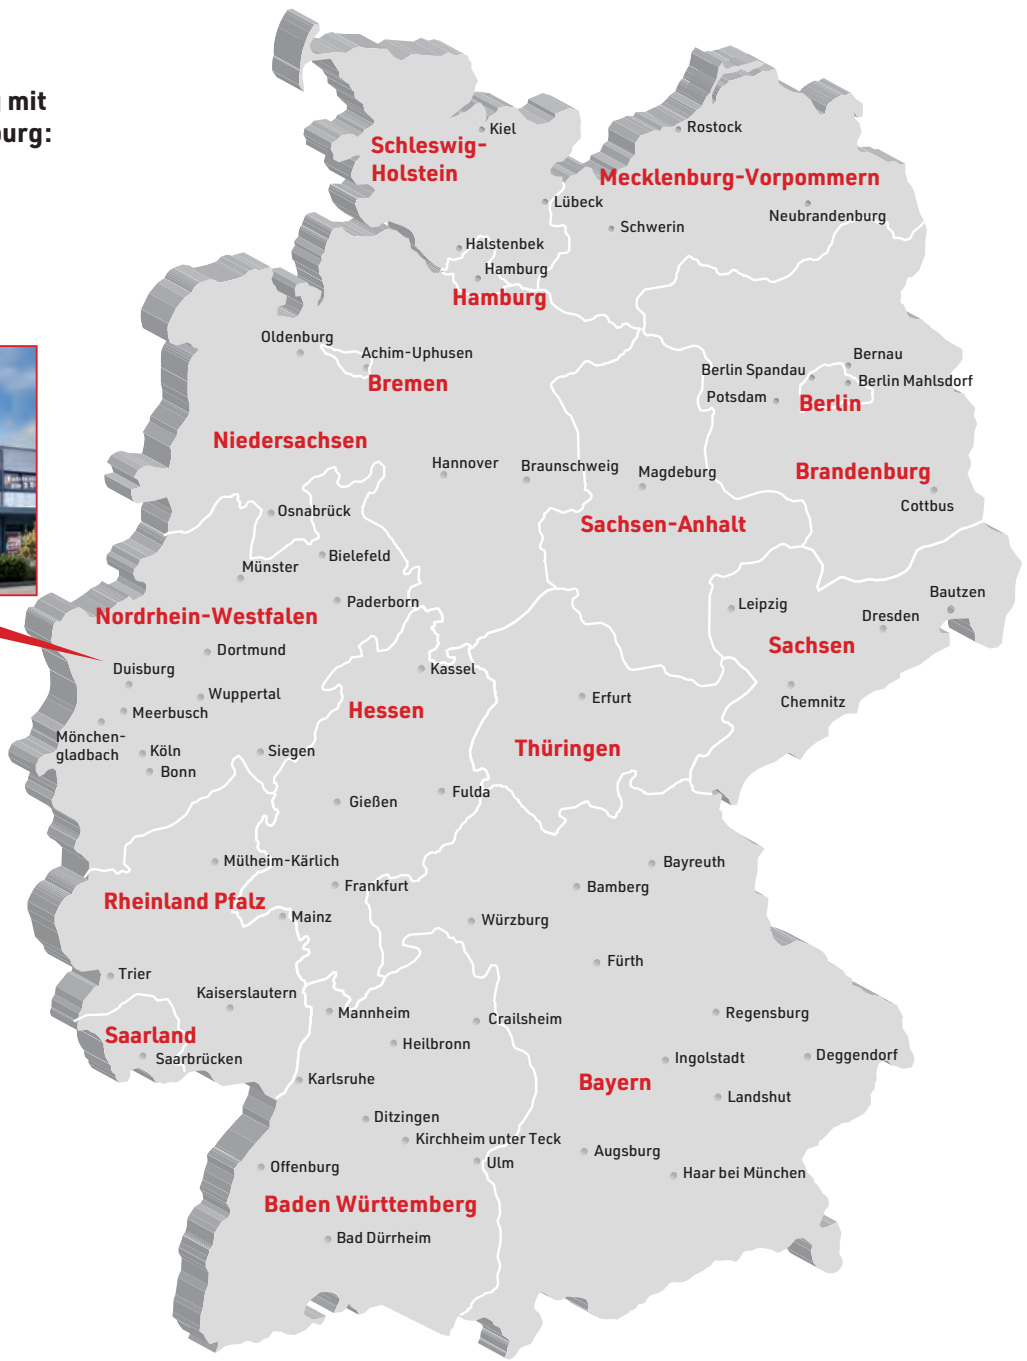 mit
burg:
Kiel
Rostock
Schleswig-
Holstein
Mecklenburg-Vorpommern
Lübeck
Neubrandenburg
Schwerin
Halstenbek
Hamburg
Hamburg
Oldenburg
Achim-Uphusen
Bremen
Bernau
Berlin Spandau
Berlin Mahlsdorf
Potsdam
Berlin
Niedersachsen
Hannover
Braunschweig
Magdeburg
Brandenburg
Cottbus
Osnabrück
Sachsen-Anhalt
Bielefeld
Münster
Paderborn
Nordrhein-Westfalen
Leipzig
Bautzen
Dresden
Sachsen
Dortmund
Duisburg
Kassel
Wuppertal
Erfurt
Chemnitz
Meerbusch
Hessen
Mönchen-
gladbach
Köln
Siegen
Thüringen
Bonn
Gießen
Fulda
Mülheim-Kärlich
Bayreuth
Frankfurt
Bamberg
Rheinland Pfalz
Mainz
Würzburg
Fürth
Trier
Kaiserslautern
Mannheim
Crailsheim
Regensburg
Saarland
Saarbrücken
Heilbronn
Ingolstadt
Deggendorf
Karlsruhe
Bayern
Landshut
Ditzingen
Kirchheim unter Teck
Augsburg
Offenburg
Ulm
Haar bei München
Baden Württemberg
Bad Dürrheim